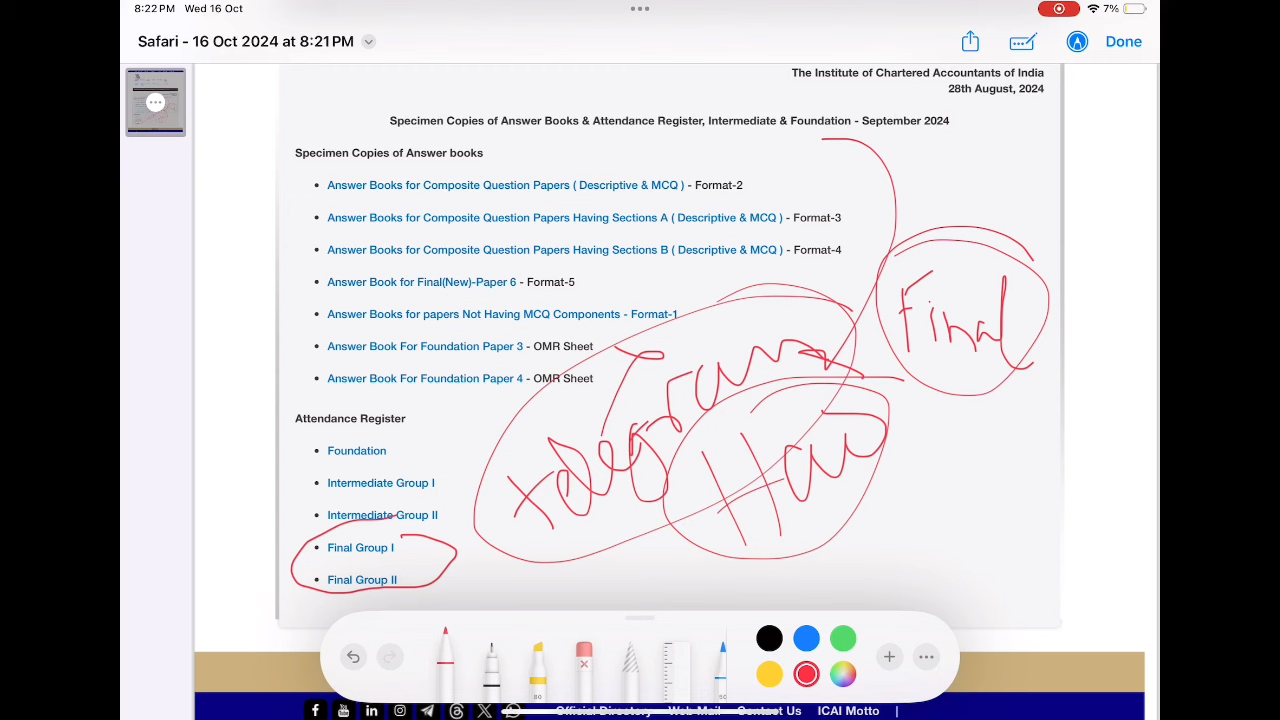 8:22 PM Wed 16 Oct
7%
Safari - 16 Oct 2024 at 8:21 PM
Done
The Institute of Chartered Accountants of India
28th August, 2024
Specimen Copies of Answer Books & Attendance Register, Intermediate & Foundation - September 2024
Specimen Copies of Answer books
Answer Books for Composite Question Papers ( Descriptive & MCQ ) - Format-2
Answer Books for Composite Question Papers Having Sections A ( Descriptive & MCQ ) - Format-3
Answer Books for Composite Question Papers Having Sections B ( Descriptive & MCQ ) - Format-4
Answer Book for Final(New)-Paper 6 - Format-5
Final
Answer Books for papers Not Having MCQ Components - Format-1
Answer Book For Foundation Paper 3 - OMR Sheet
Answer Book For Foundation Paper 4 - OMR Sheet
telegram
Attendance Register
Foundation
Intermediate Group I
Intermediate Group II
Final Group I
Final Group II
80
50
Official Directory Web Mail Contact Us ICAI Motto |